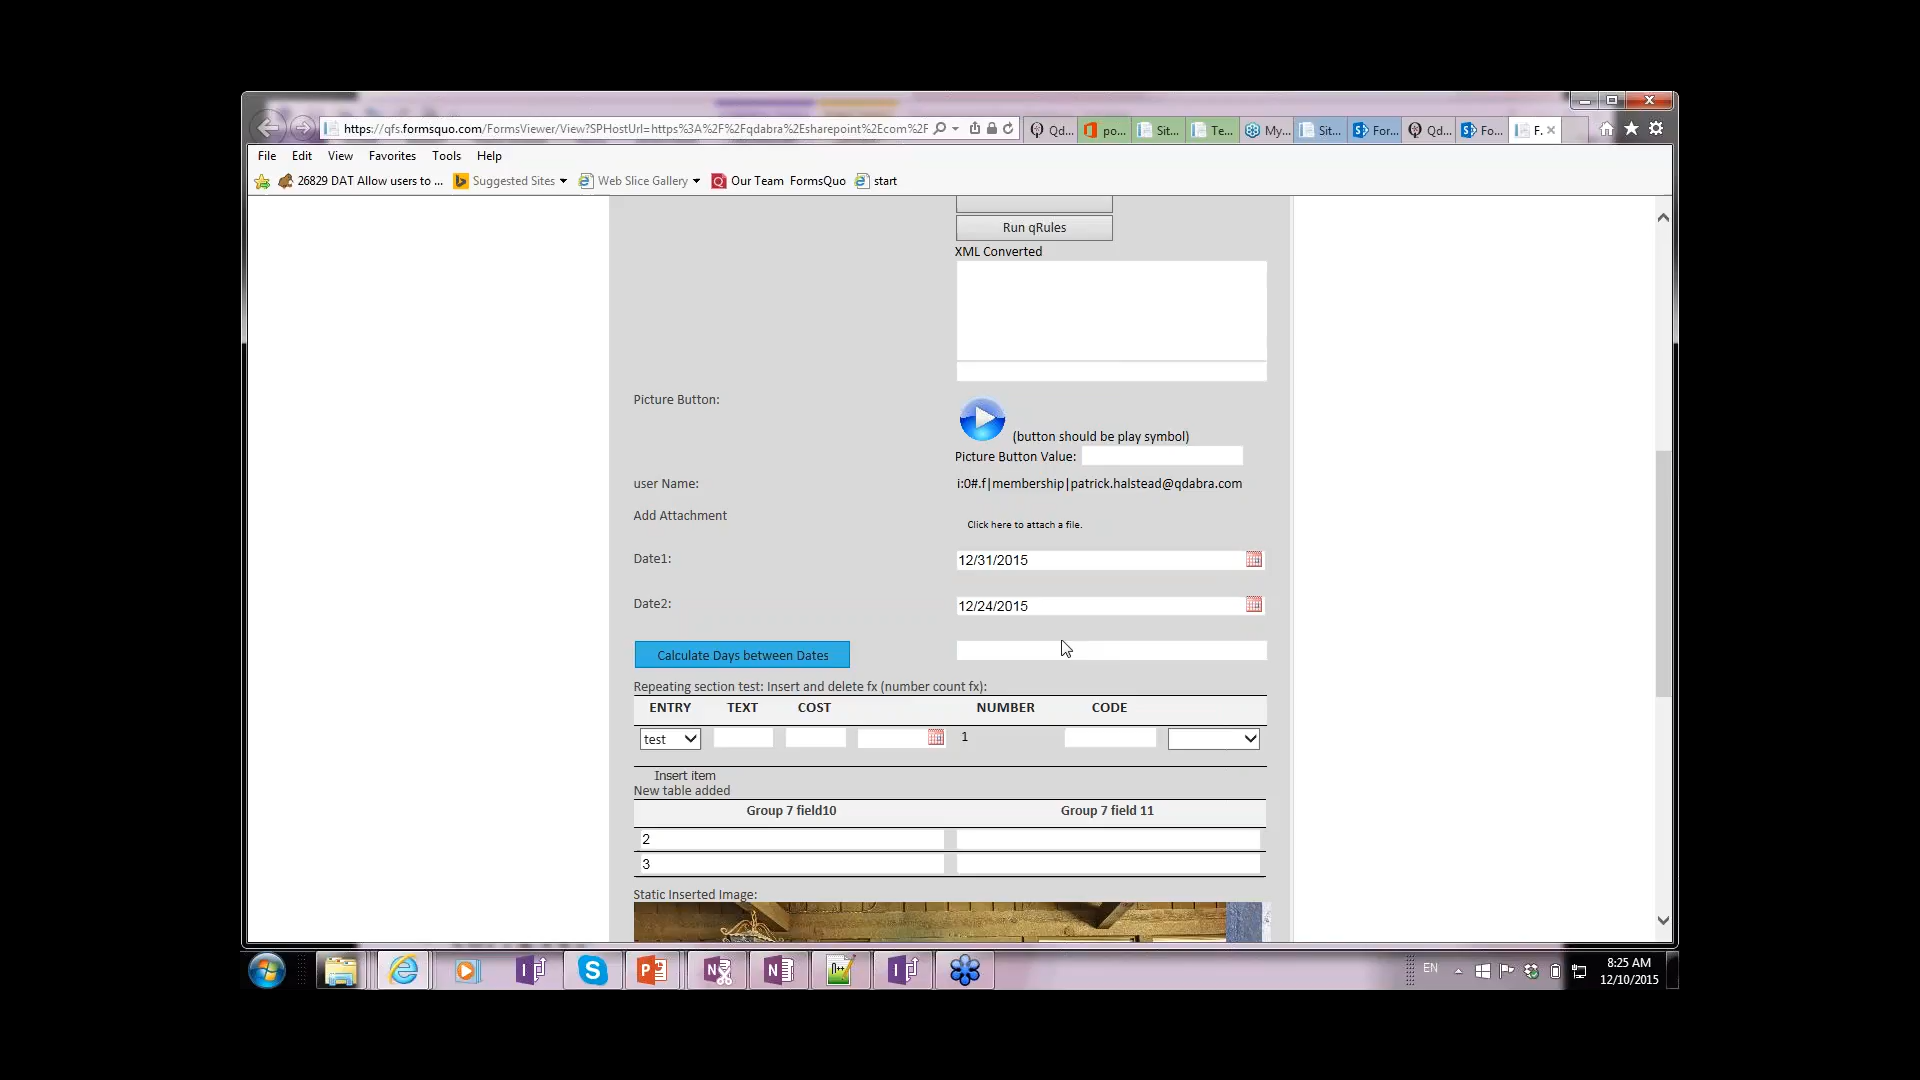 https://qfs.formsquo.com/FormsViewer/View?SPHostUrl=https%3A%2F%2Fqdabra%2Esharepoint%2Ecom%2F
Qd...
po...
Sit...
Te...
My...
Sit...
For...
Qd...
Fo...
F.
File Edit View Favorites Tools Help
26829 DAT Allow users to ... Suggested Sites Web Slice Gallery Our Team FormsQuo start
Run qRules
XML Converted
Picture Button:
(button should be play symbol)
Picture Button Value:
user Name: i:0#.f|membership|patrick.halstead@qdabra.com
Add Attachment
Click here to attach a file.
Date1: 12/31/2015
Date2: 12/24/2015
Calculate Days between Dates
Repeating section test: Insert and delete fx (number count fx):
ENTRY TEXT COST NUMBER CODE
test 1
Insert item
New table added
Group 7 field10 Group 7 field 11
2
3
Static Inserted Image:
EN
8:25 AM
12/10/2015